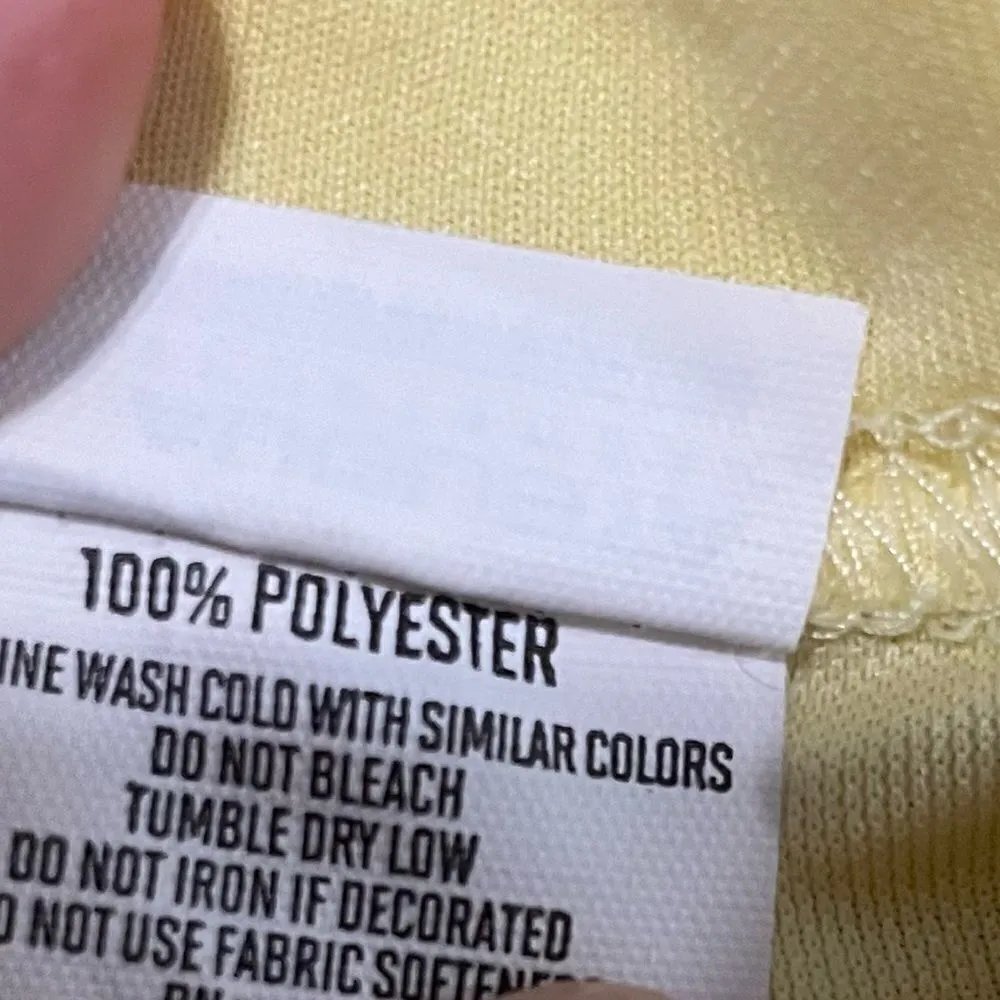 100% POLYESTER
INE WASH COLD WITH SIMILAR COLORS
DO NOT BLEACH
TUMBLE DRY LOW
DO NOT IRON IF DECORATED
NOT USE FABRIC